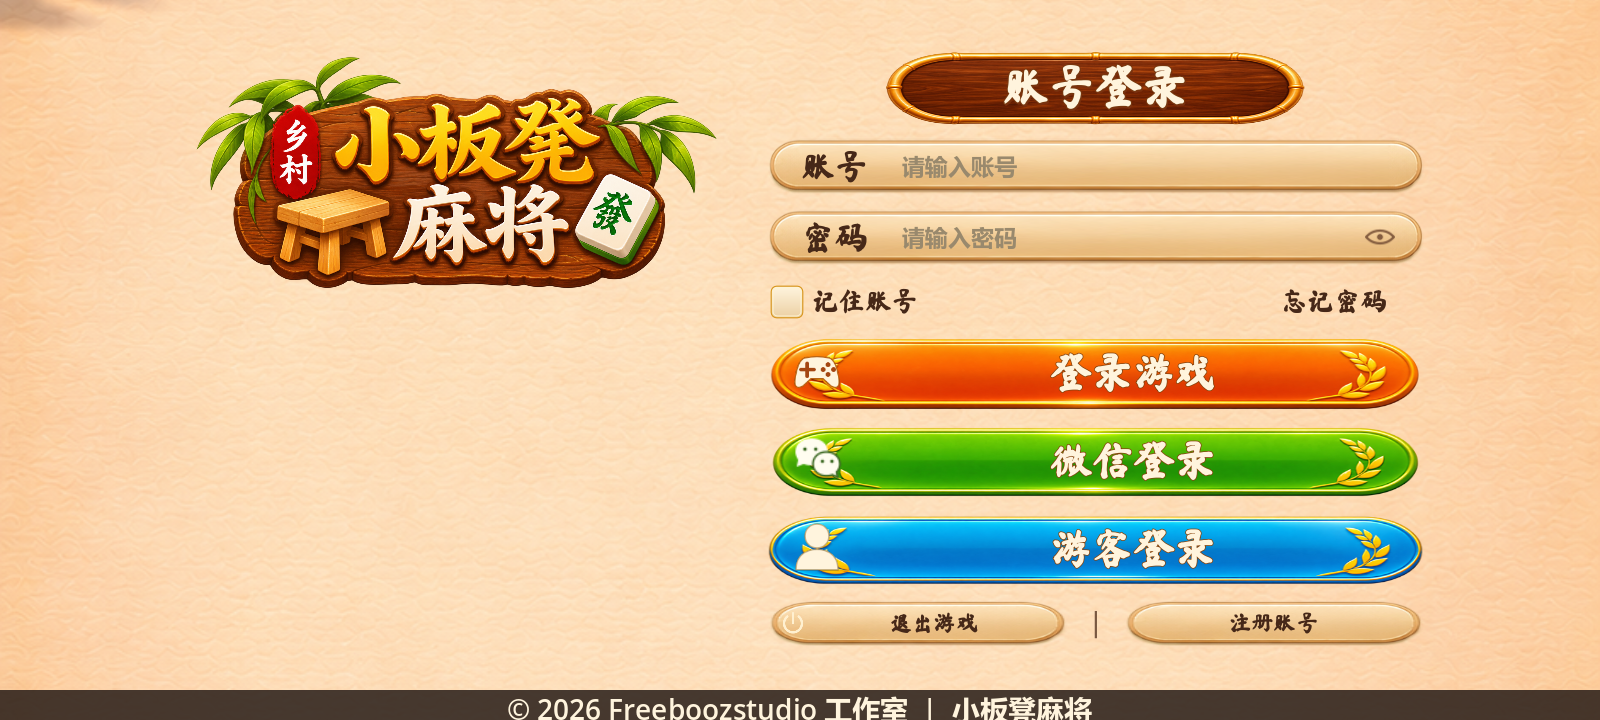 乡村
小板凳
麻将
發
账号登录
账号 请输入账号
密码 请输入密码
记住账号 忘记密码
登录游戏
微信登录
游客登录
退出游戏 | 注册账号
© 2026 Freeboozstudio 工作室 | 小板凳麻将